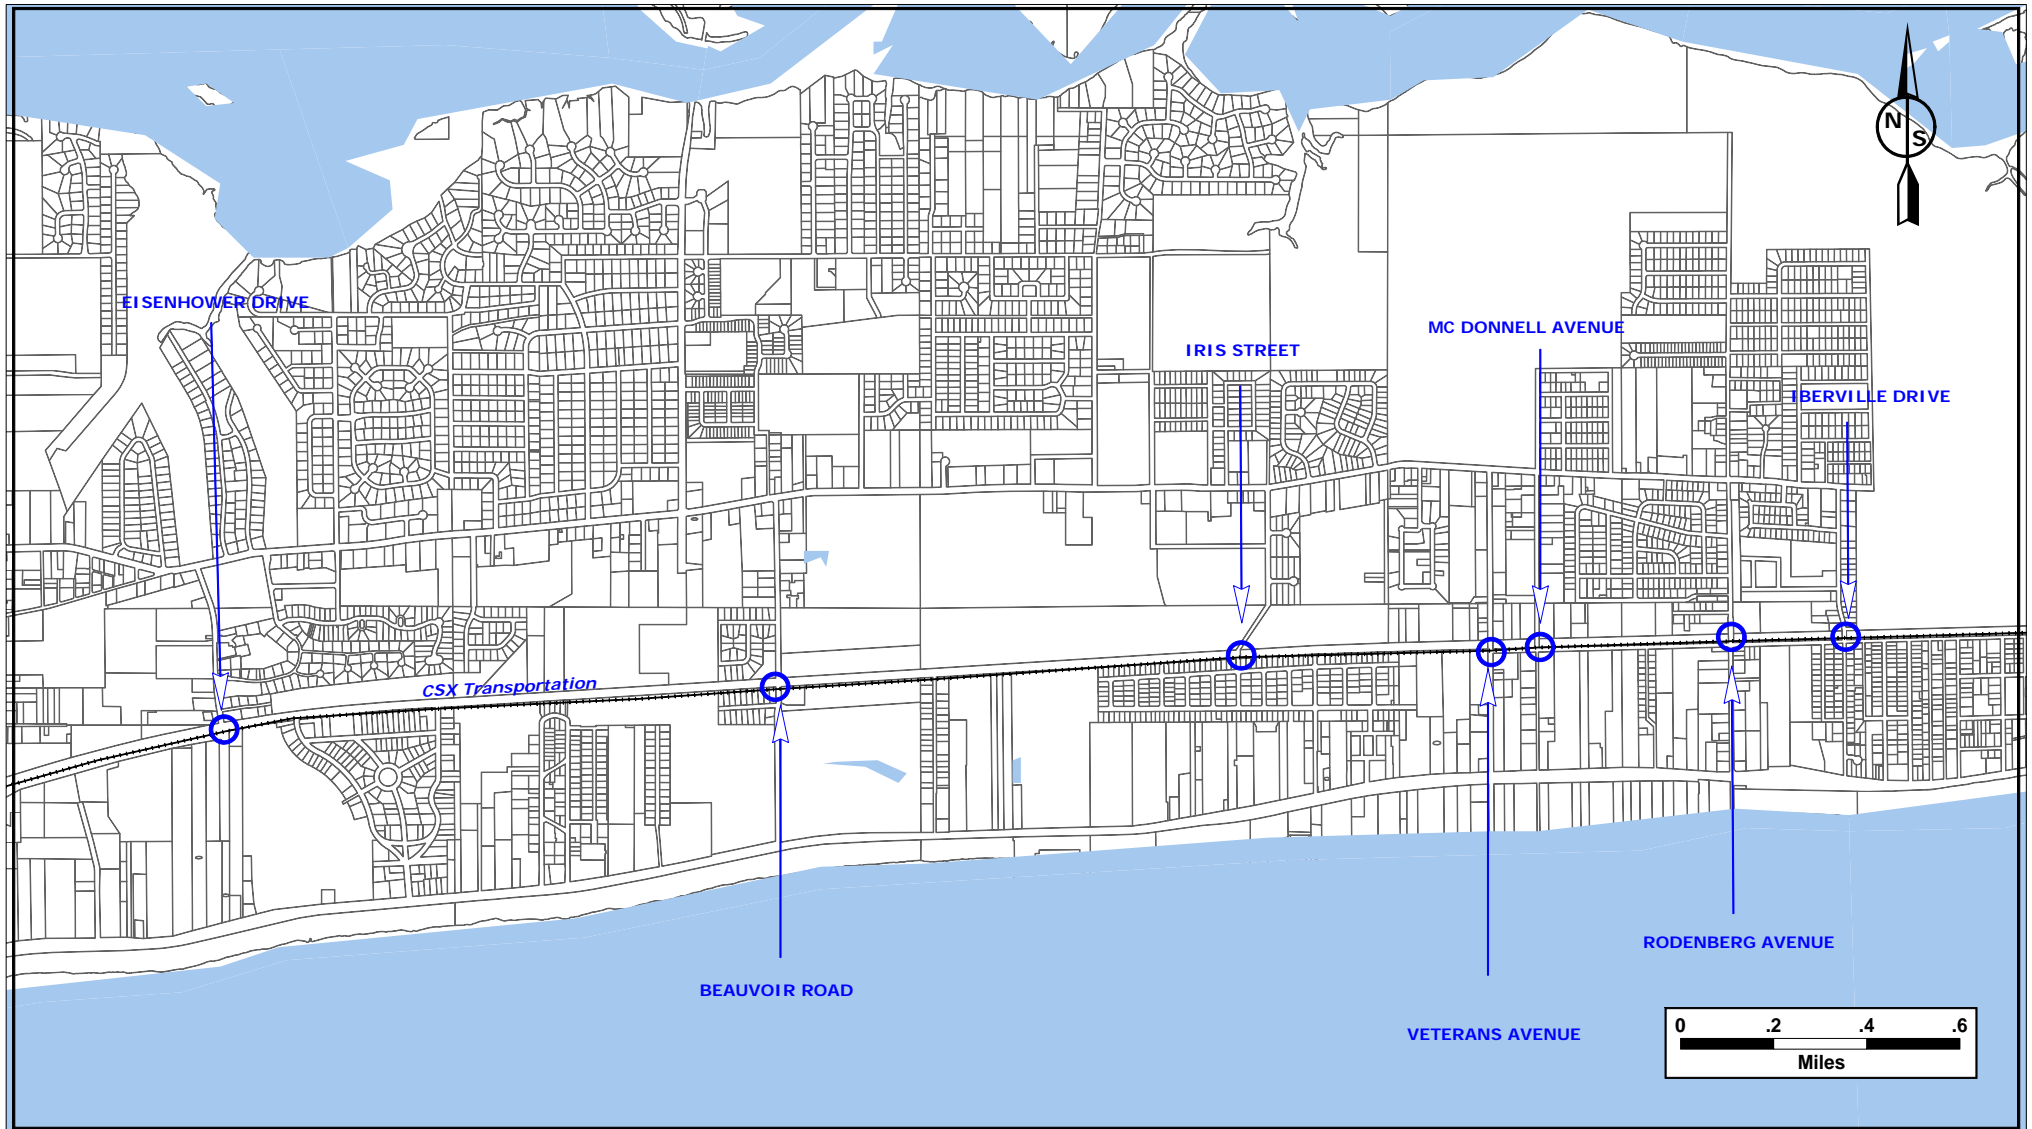 N
S
EISENHOWER DRIVE
MC DONNELL AVENUE
IRIS STREET
IBERVILLE DRIVE
CSX Transportation
RODENBERG AVENUE
BEAUVOIR ROAD
VETERANS AVENUE
0 .2 .4 .6
Miles